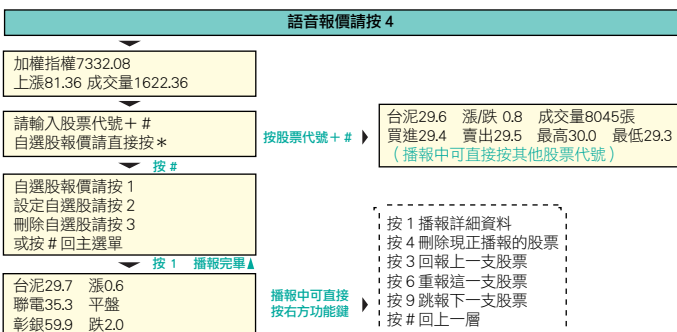 語音報價請按 4
加權指權7332.08
上漲81.36 成交量1622.36
請輸入股票代號＋ #
自選股報價請直接按＊
按股票代號＋ #
台泥29.6 漲/跌 0.8 成交量8045張
買進29.4 賣出29.5 最高30.0 最低29.3
（播報中可直接按其他股票代號）
按 #
自選股報價請按 1
設定自選股請按 2
刪除自選股請按 3
或按 # 回主選單
按 1 播報完畢▲
台泥29.7 漲0.6
聯電35.3 平盤
彰銀59.9 跌2.0
播報中可直接
按右方功能鍵
按 1 播報詳細資料
按 4 刪除現正播報的股票
按 3 回報上一支股票
按 6 重報這一支股票
按 9 跳報下一支股票
按 # 回上一層